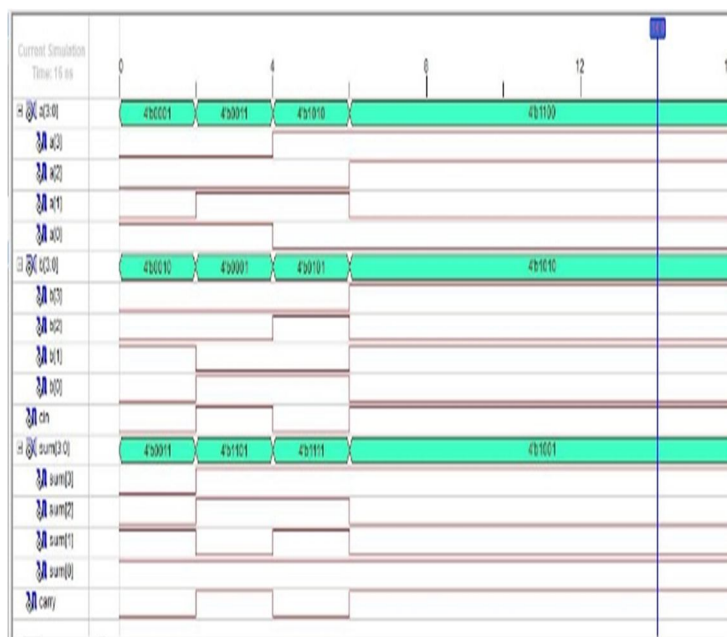 Current Simulation
Time: 16 ns
0 4 8 12
a[3:0] 4'b0001 4'b0011 4'b1010 4'b1100
a[3]
a[2]
a[1]
a[0]
b[3:0] 4'b0010 4'b0001 4'b0101 4'b1010
b[3]
b[2]
b[1]
b[0]
cin
sum[3:0] 4'b0011 4'b1101 4'b1111 4'b1001
sum[3]
sum[2]
sum[1]
sum[0]
carry